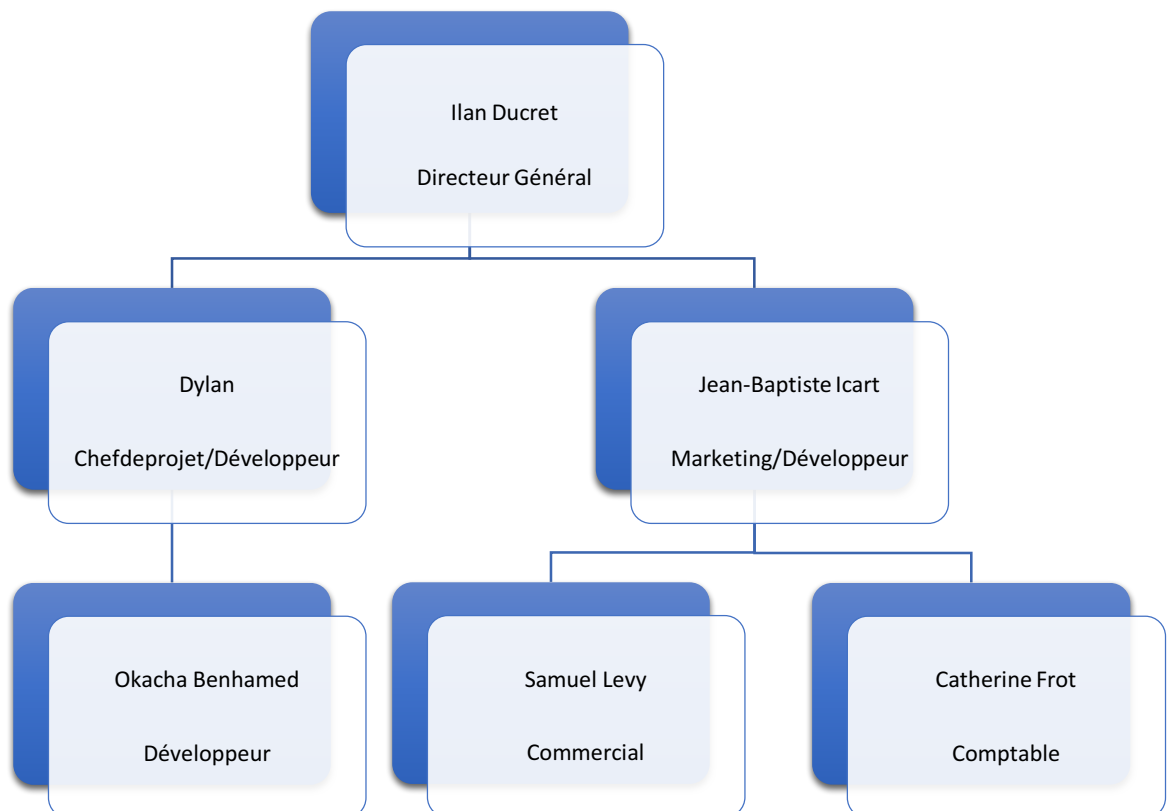 Ilan Ducret
Directeur Général
Dylan
Chefdeprojet/Développeur
Jean-Baptiste Icart
Marketing/Développeur
Okacha Benhamed
Développeur
Samuel Levy
Commercial
Catherine Frot
Comptable